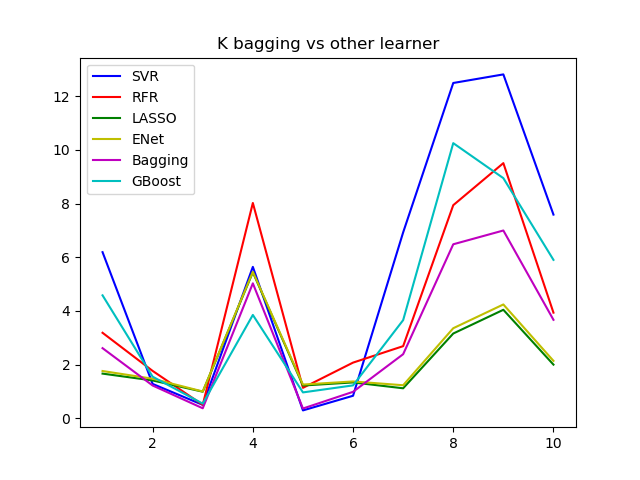 K bagging vs other learner
SVR
RFR
LASSO
ENet
Bagging
GBoost
12
10
8
6
4
2
0
2 4 6 8 10